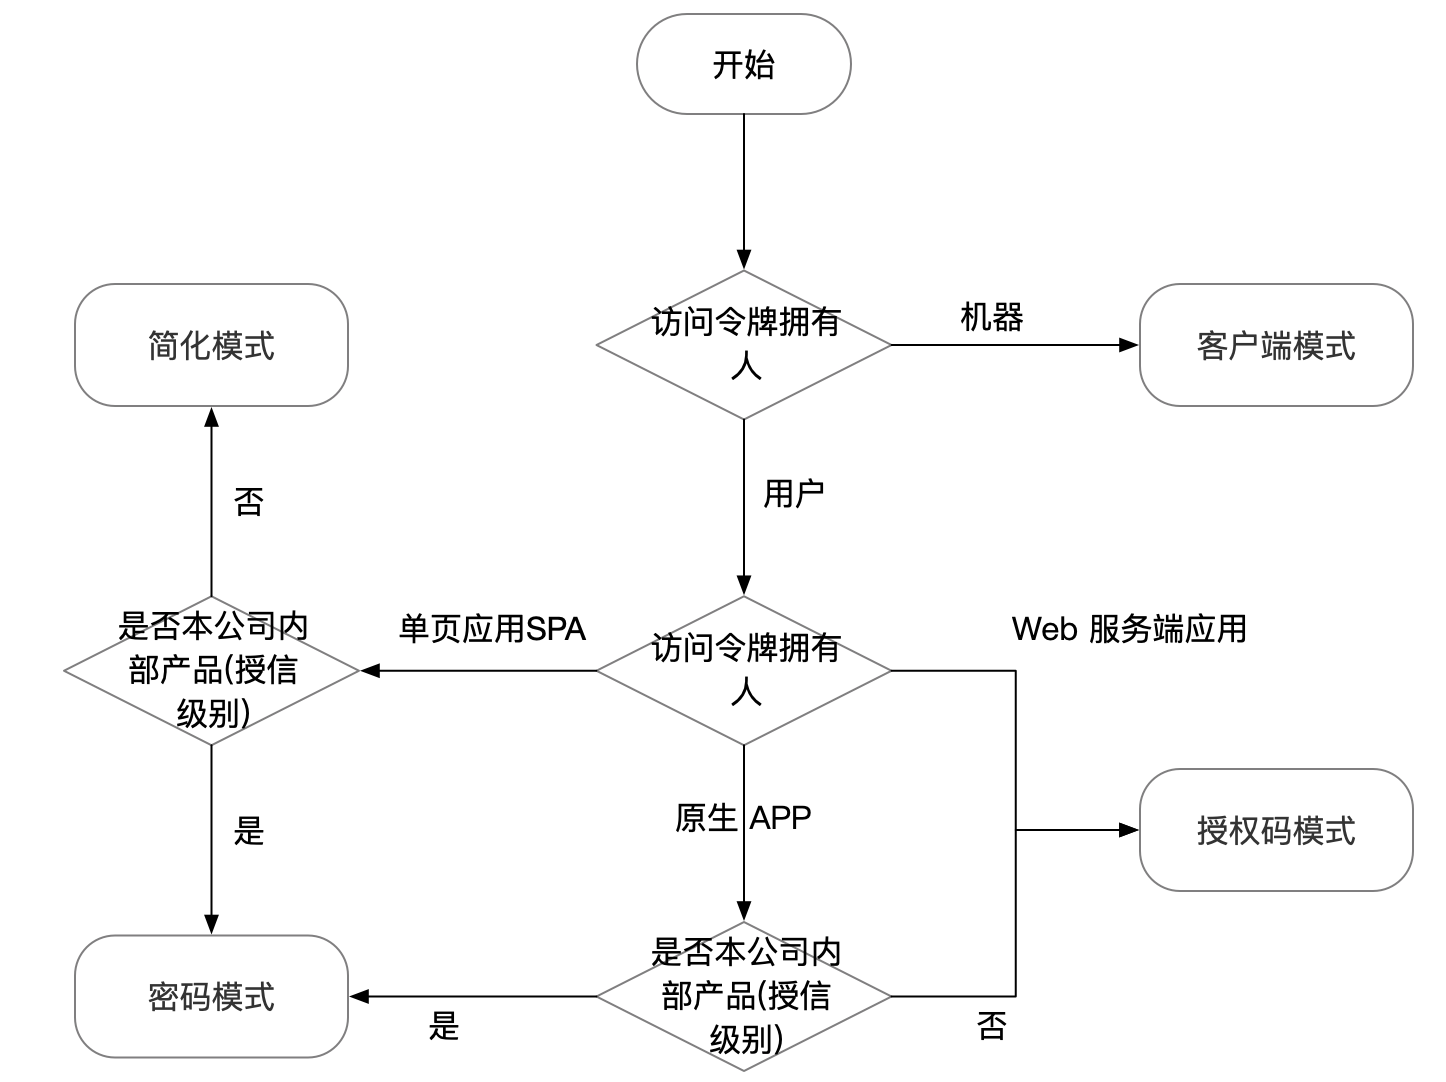 开始
访问令牌拥有
人
机器
客户端模式
简化模式
用户
否
是否本公司内
部产品(授信
级别)
单页应用SPA
访问令牌拥有
人
Web 服务端应用
是
原生 APP
授权码模式
密码模式
是
是否本公司内
部产品(授信
级别)
否